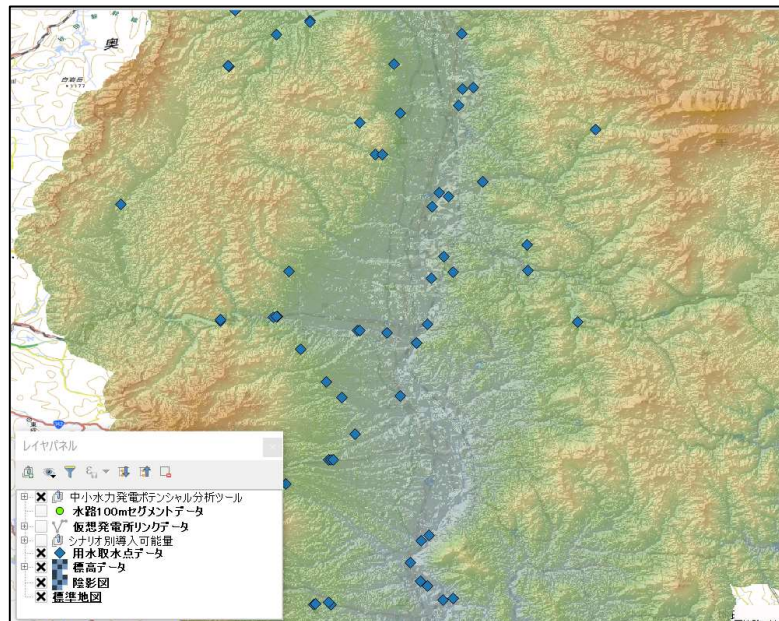 奥
白岩岳
1177
レイヤパネル
中小水力発電ポテンシャル分析ツール
水路100mセグメントデータ
仮想発電所リンクデータ
シナリオ別導入可能量
用水取水点データ
標高データ
陰影図
標準地図